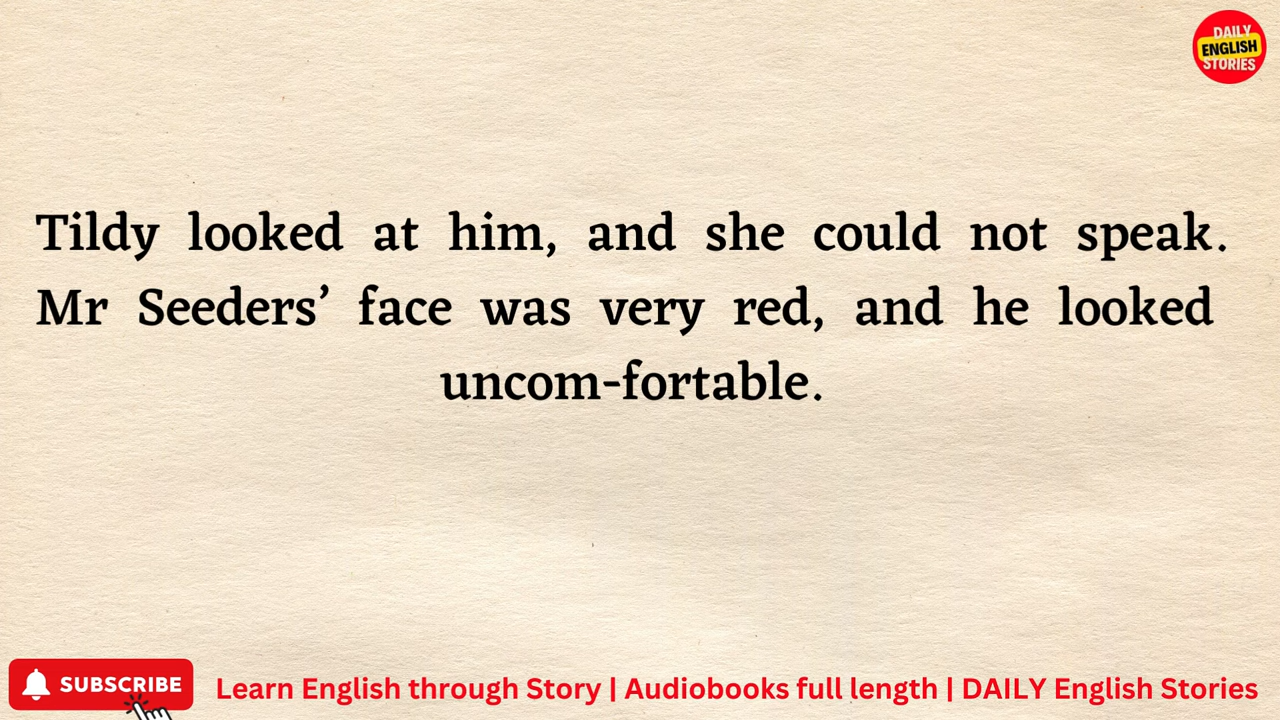 DAILY
ENGLISH
STORIES
Tildy looked at him, and she could not speak.
Mr Seeders’ face was very red, and he looked
uncom-fortable.
SUBSCRIBE
Learn English through Story | Audiobooks full length | DAILY English Stories